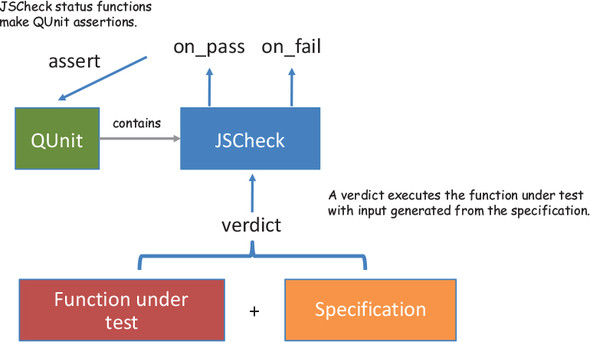 JSCheck status functions
make QUnit assertions.
on_pass on_fail
assert
QUnit
contains
JSCheck
A verdict executes the function under test
with input generated from the specification.
verdict
Function under
test
+
Specification